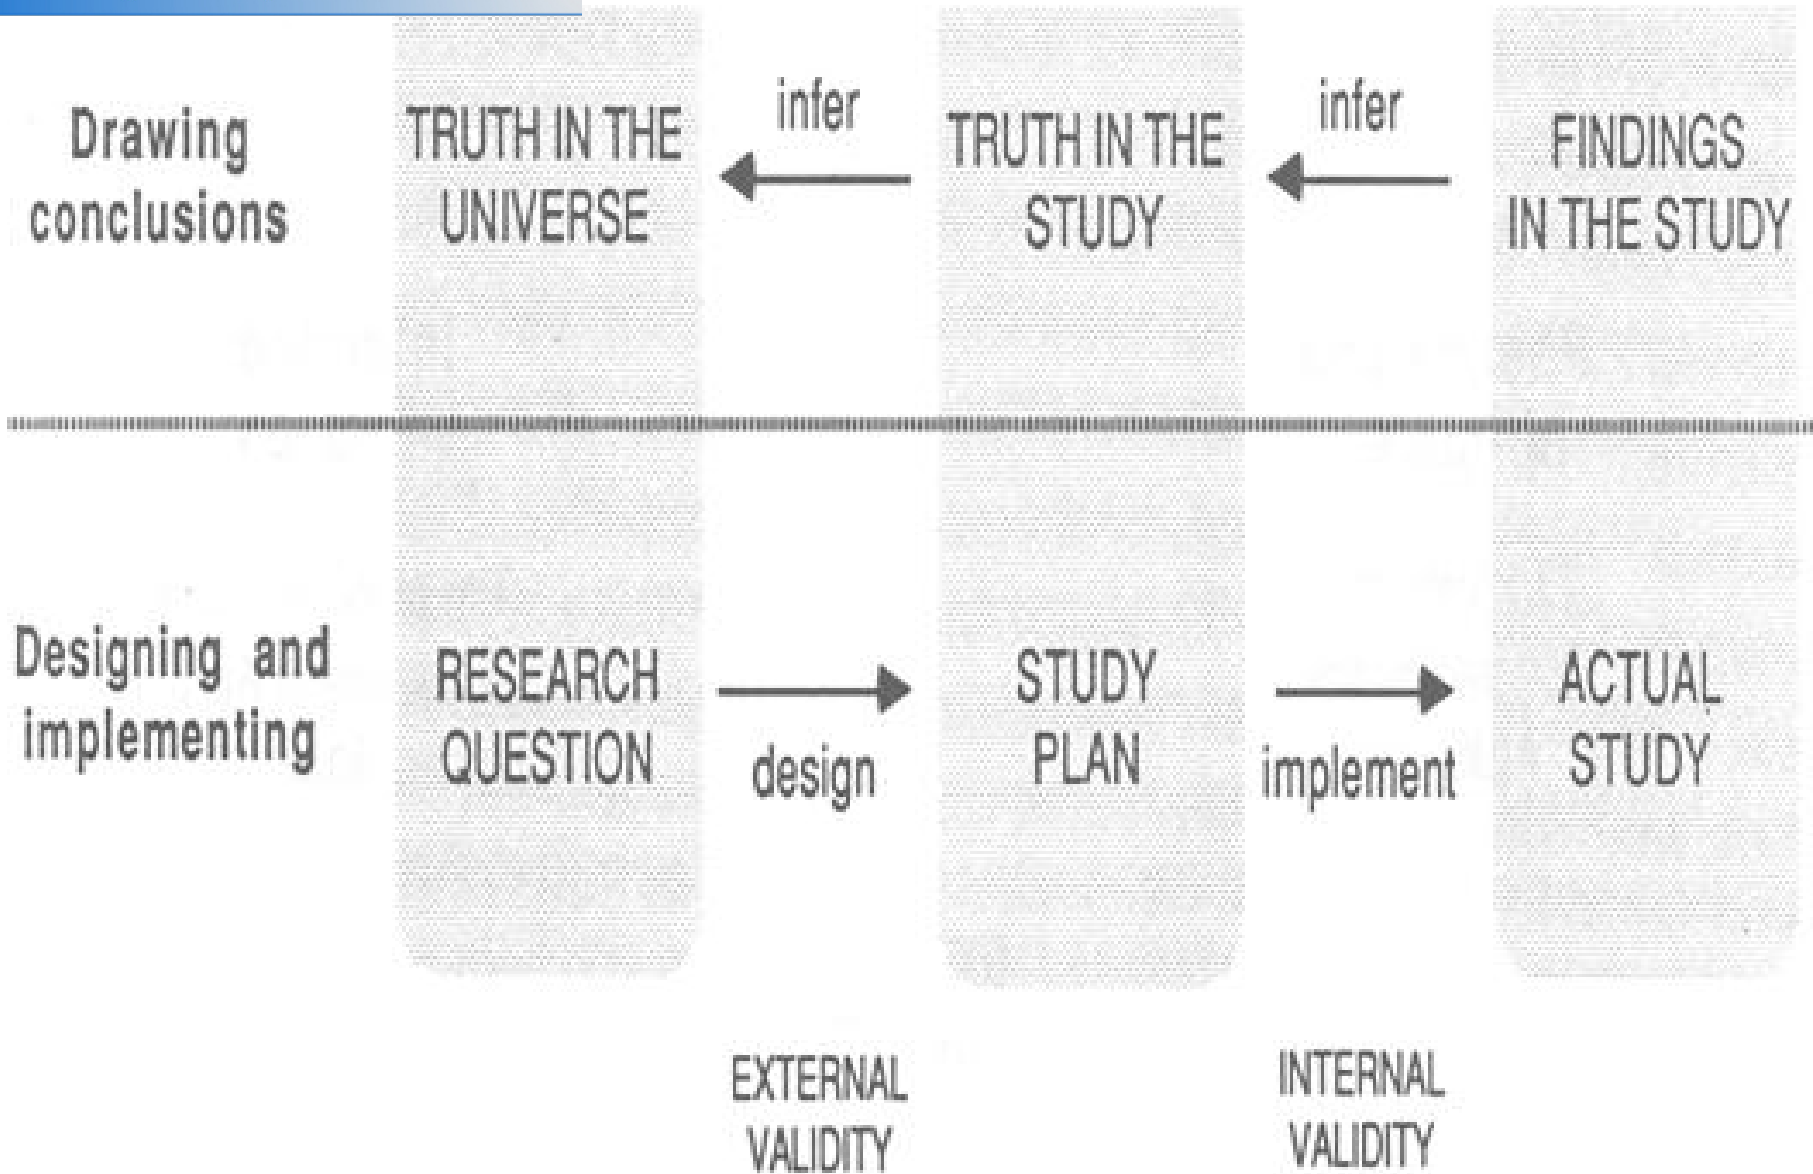 Drawing
conclusions
TRUTH IN THE
UNIVERSE
infer
TRUTH IN THE
STUDY
infer
FINDINGS
IN THE STUDY
Designing and
implementing
RESEARCH
QUESTION
design
STUDY
PLAN
implement
ACTUAL
STUDY
EXTERNAL
VALIDITY
INTERNAL
VALIDITY